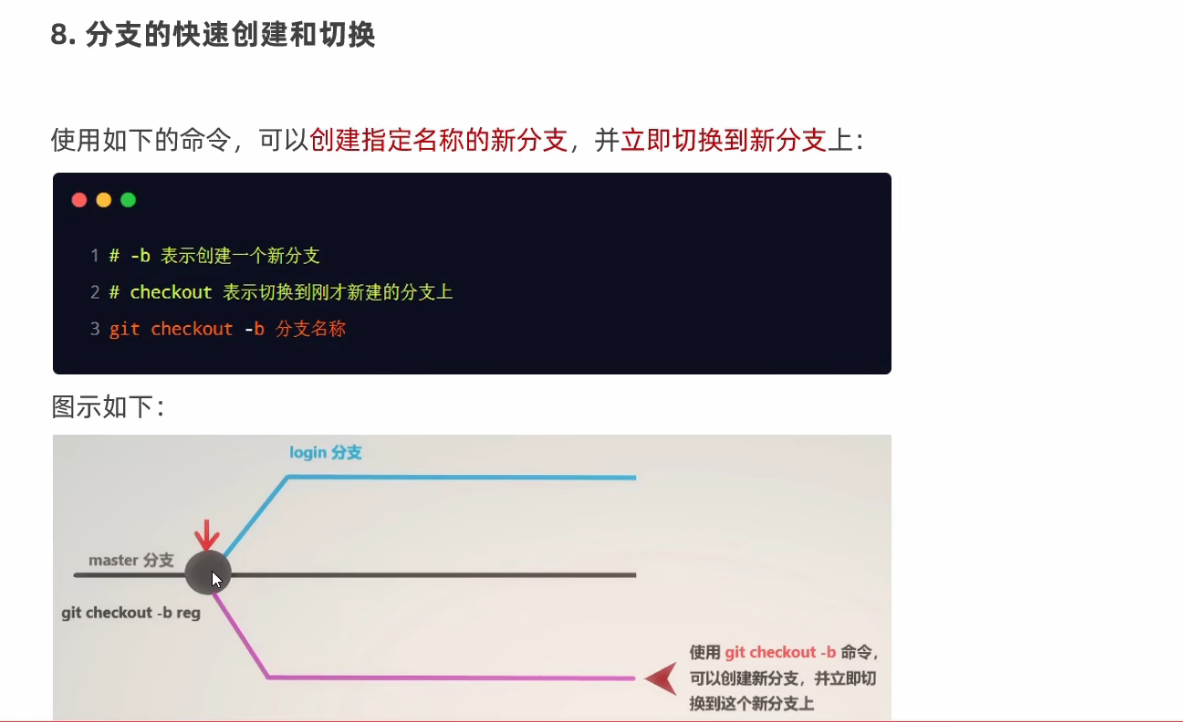 8. 分支的快速创建和切换
使用如下的命令，可以创建指定名称的新分支，并立即切换到新分支上：
1 # -b 表示创建一个新分支
2 # checkout 表示切换到刚才新建的分支上
3 git checkout -b 分支名称
图示如下：
login 分支
master 分支
git checkout -b reg
使用 git checkout -b 命令，
可以创建新分支，并立即切
换到这个新分支上